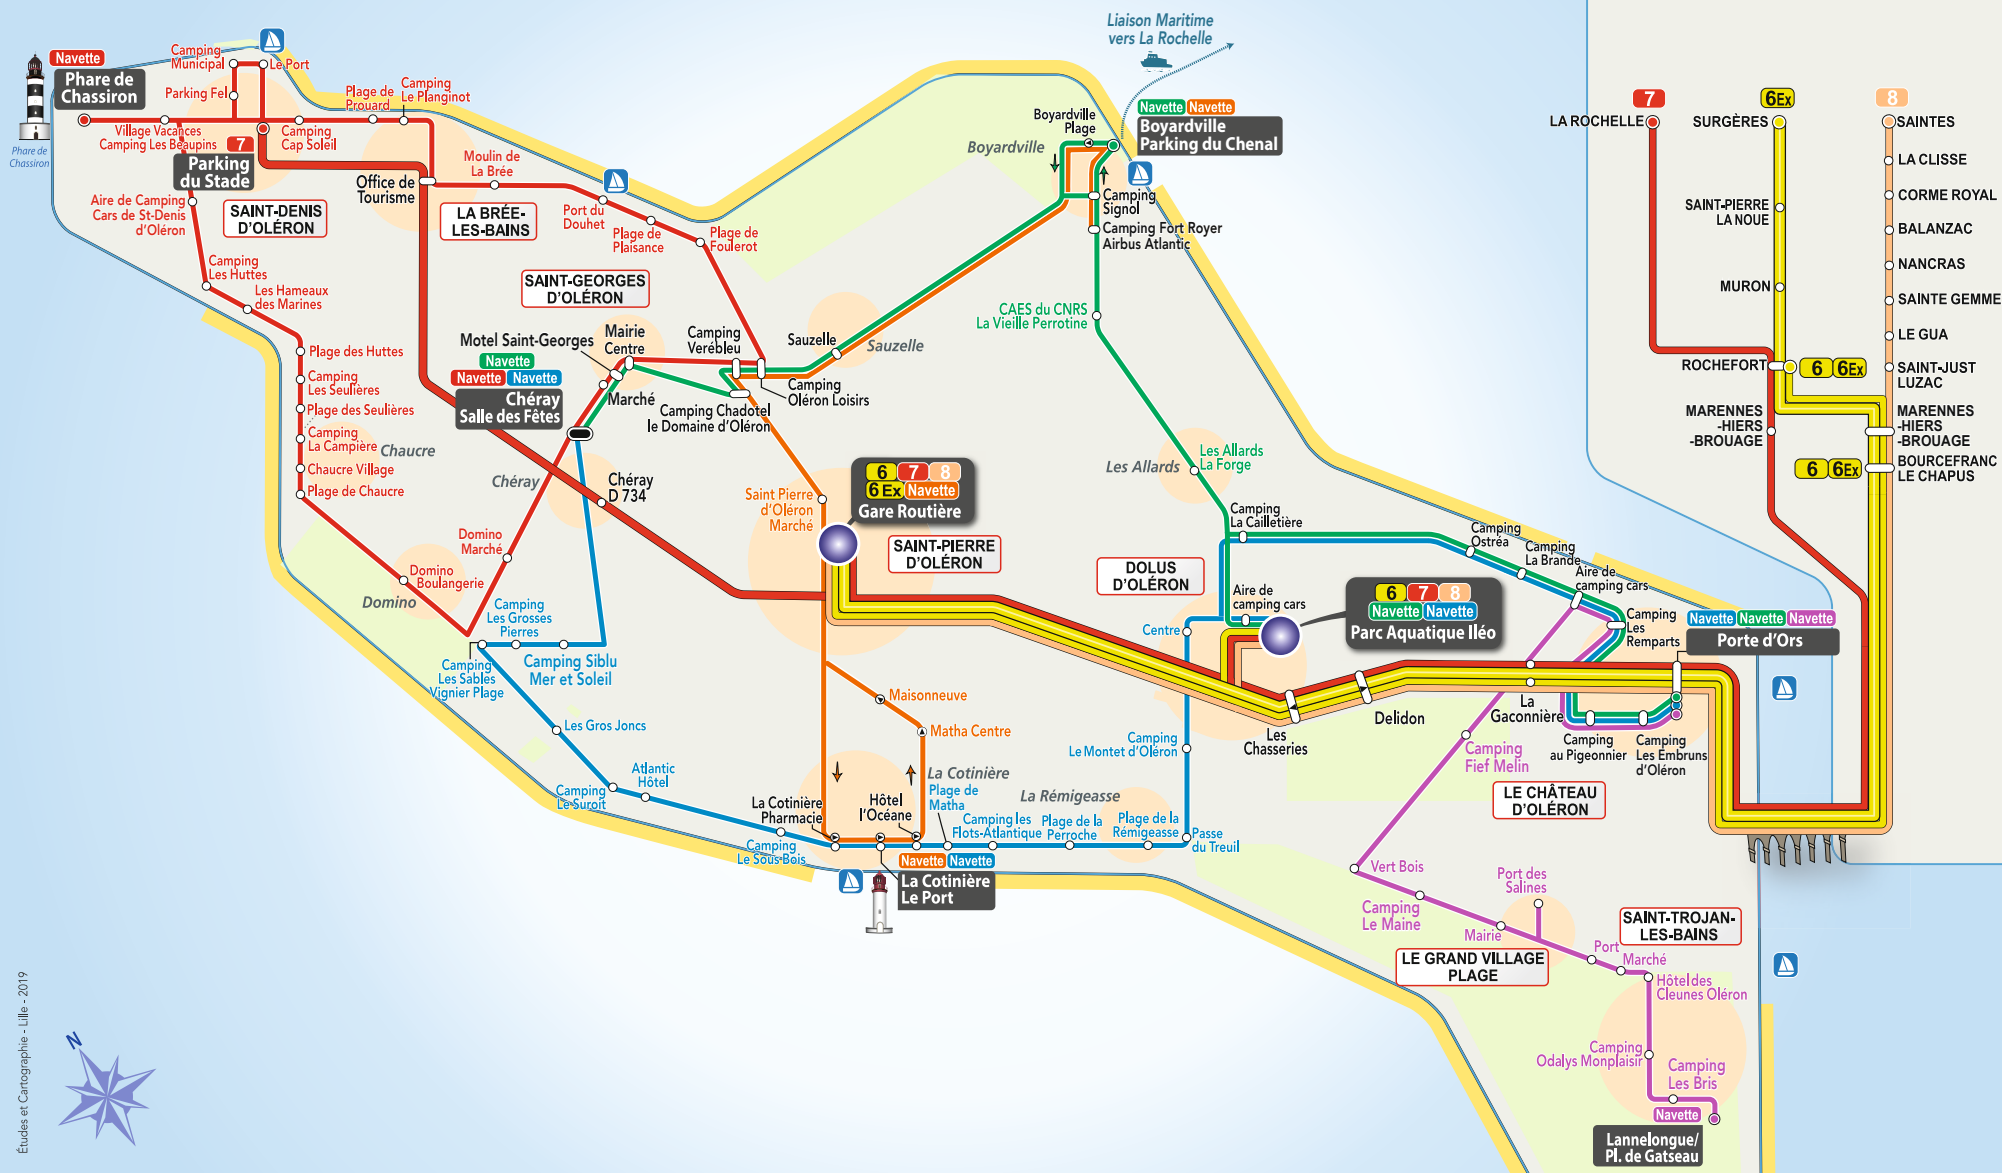 Liaison Maritime
vers La Rochelle
Navette
Phare de
Chassiron
Phare de
Chassiron
Camping
Municipal
Le Port
Parking Fel
Plage de
Prouard
Camping
Le Planginot
Village Vacances
Camping Les Beaupins
7
Parking
du Stade
Camping
Cap Soleil
Office de
Tourisme
Moulin de
La Brée
Aire de Camping
Cars de St-Denis
d'Oléron
SAINT-DENIS
D'OLÉRON
LA BRÉE-
LES-BAINS
Port du
Douhet
Plage de
Plaisance
Plage de
Foulerot
Camping
Les Huttes
Les Hameaux
des Marines
SAINT-GEORGES
D'OLÉRON
Plage des Huttes
Camping
Les Seulières
Plage des Seulières
Camping
La Campière
Chaucre
Chaucre Village
Plage de Chaucre
Motel Saint-Georges
Mairie
Centre
Navette
Navette Navette
Chéray
Salle des Fêtes
Marché
Camping
Verébleu
Sauzelle
Sauzelle
Camping
Oléron Loisirs
Camping Chadotel
le Domaine d'Oléron
Boyardville
Plage
Boyardville
Navette Navette
Boyardville
Parking du Chenal
Camping
Signol
Camping Fort Royer
Airbus Atlantic
CAES du CNRS
La Vieille Perrotine
Les Allards
Les Allards
La Forge
Chéray
Chéray
D 734
Saint Pierre
d'Oléron
Marché
6 7 8
6 Ex Navette
Gare Routière
SAINT-PIERRE
D'OLÉRON
Domino
Marché
Domino
Boulangerie
Domino
Camping
Les Grosses
Pierres
Camping
Les Sables
Vignier Plage
Camping Siblu
Mer et Soleil
Les Gros Joncs
Camping
Le Suroit
Atlantic
Hôtel
Camping
Le Sous Bois
La Cotinière
Pharmacie
Hôtel
l'Océane
Maisonneuve
Matha Centre
La Cotinière
Plage de
Matha
Navette Navette
La Cotinière
Le Port
Camping les
Flots-Atlantique
La Rémigeasse
Plage de la
Perroche
Plage de la
Rémigeasse
Passe
du Treuil
Camping
Le Montet d'Oléron
Centre
DOLUS
D'OLÉRON
Camping
La Cailletière
Aire de
camping cars
6 7 8
Navette Navette
Parc Aquatique Iléo
Camping
Ostréa
Camping
La Brande
Aire de
camping cars
Camping
Les
Remparts
Navette Navette Navette
Porte d'Ors
Les
Chasseries
Delidon
La
Gaconnière
Camping
au Pigeonnier
Camping
Les Embruns
d'Oléron
Camping
Fief Melin
LE CHÂTEAU
D'OLÉRON
Vert Bois
Camping
Le Maine
Port des
Salines
Mairie
LE GRAND VILLAGE
PLAGE
SAINT-TROJAN-
LES-BAINS
Port
Marché
Hôtel des
Cleunes Oléron
Camping
Odalys Monplaisir
Camping
Les Bris
Navette
Lannelongue/
Pl. de Gatseau
7
LA ROCHELLE
6Ex
SURGÈRES
SAINT-PIERRE
LA NOUE
MURON
ROCHEFORT
6 6Ex
MARENNES
-HIERS
-BROUAGE
6 6Ex
8
SAINTES
LA CLISSE
CORME ROYAL
BALANZAC
NANCRAS
SAINTE GEMME
LE GUA
SAINT-JUST
LUZAC
MARENNES
-HIERS
-BROUAGE
BOURCEFRANC
LE CHAPUS
N
Études et Cartographie - Lille - 2019